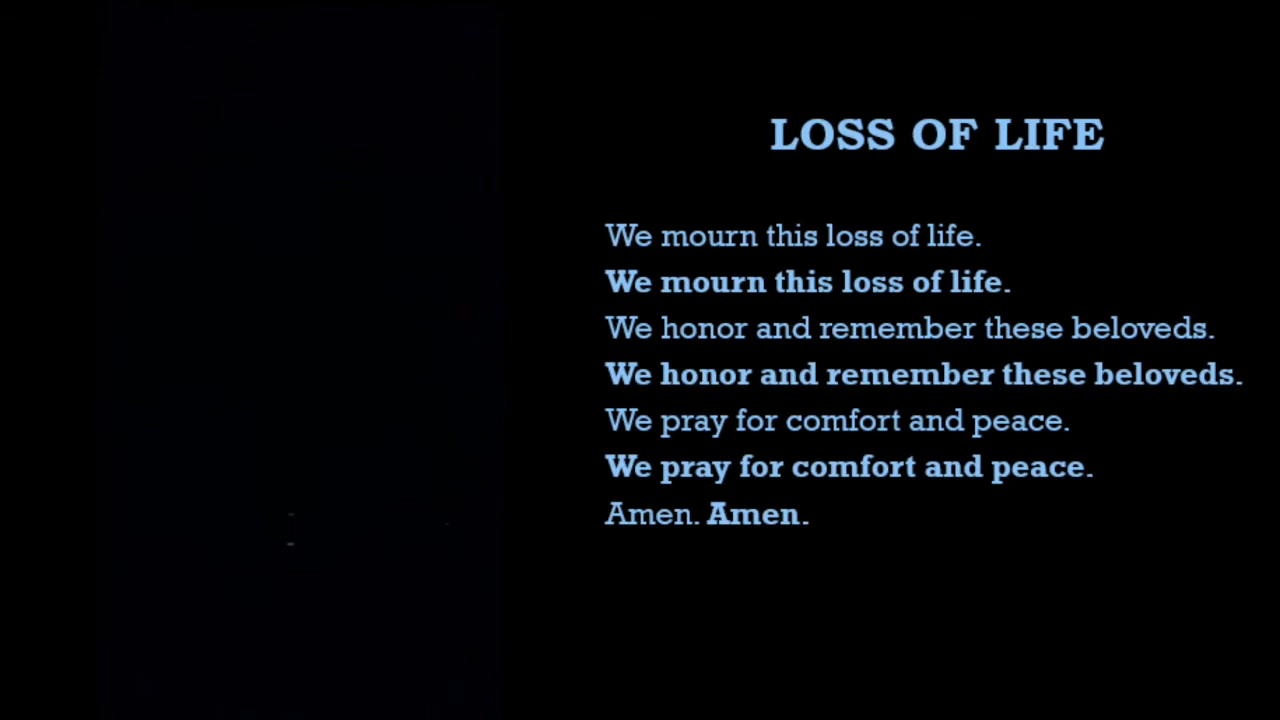 LOSS OF LIFE
We mourn this loss of life.
We mourn this loss of life.
We honor and remember these beloveds.
We honor and remember these beloveds.
We pray for comfort and peace.
We pray for comfort and peace.
Amen. Amen.